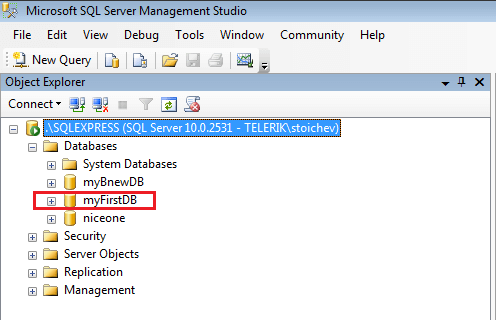 Microsoft SQL Server Management Studio
File Edit View Debug Tools Window Community Help
New Query
Object Explorer
Connect
.\SQLEXPRESS (SQL Server 10.0.2531 - TELERIK\stoichev)
Databases
System Databases
myBnewDB
myFirstDB
niceone
Security
Server Objects
Replication
Management